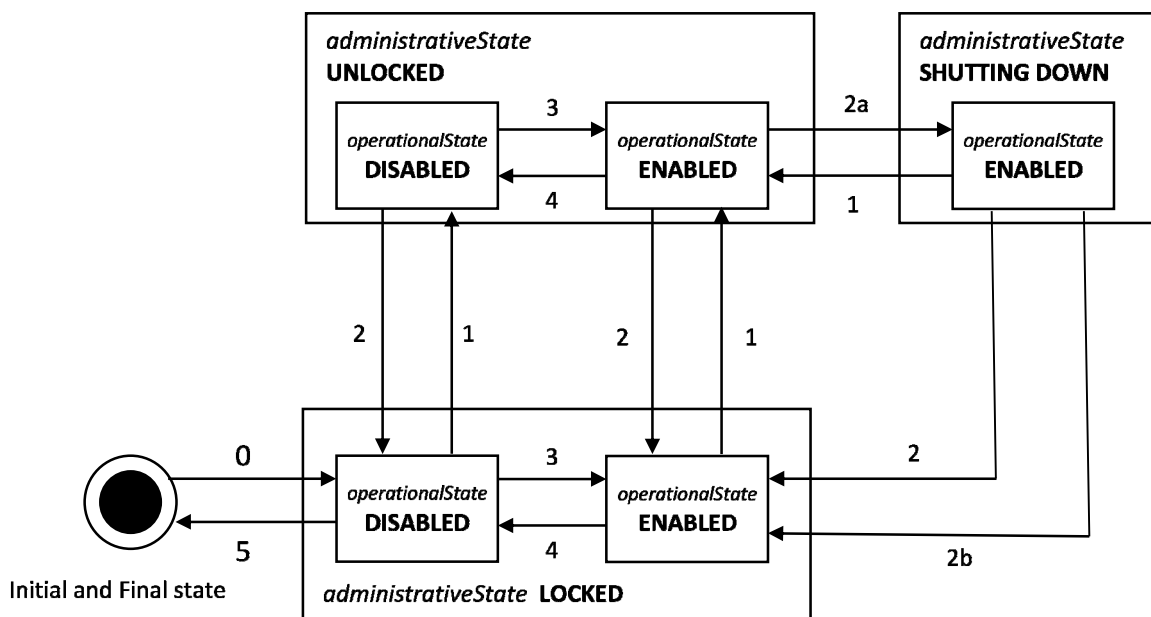 administrativeState
UNLOCKED
administrativeState
SHUTTING DOWN
3
2a
operationalState
DISABLED
operationalState
ENABLED
operationalState
ENABLED
4
1
2
1
2
1
0
3
2
operationalState
DISABLED
operationalState
ENABLED
5
4
2b
Initial and Final state
administrativeState LOCKED